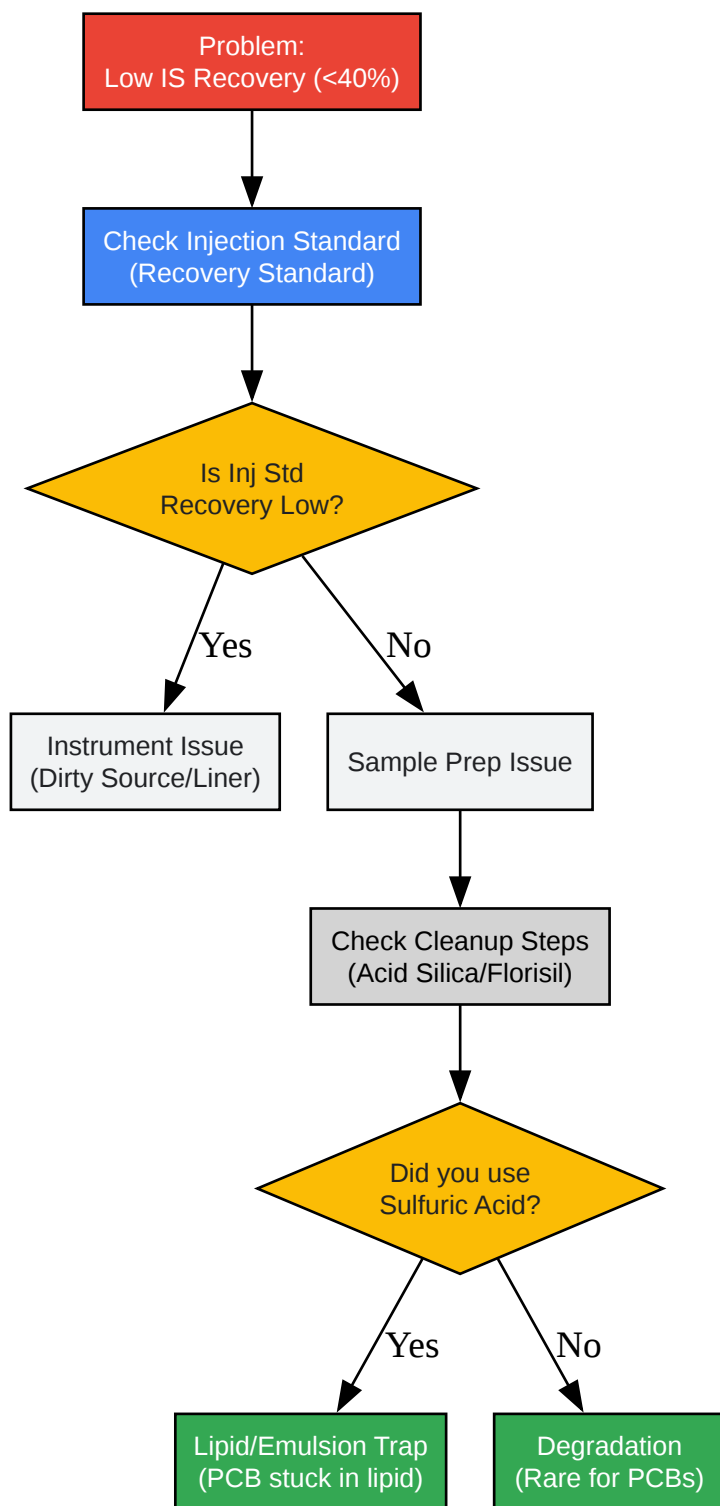 Problem:
Low IS Recovery (<40%)
Check Injection Standard
(Recovery Standard)
Is Inj Std
Recovery Low?
Yes
No
Instrument Issue
(Dirty Source/Liner)
Sample Prep Issue
Check Cleanup Steps
(Acid Silica/Florisil)
Did you use
Sulfuric Acid?
Yes
No
Lipid/Emulsion Trap
(PCB stuck in lipid)
Degradation
(Rare for PCBs)